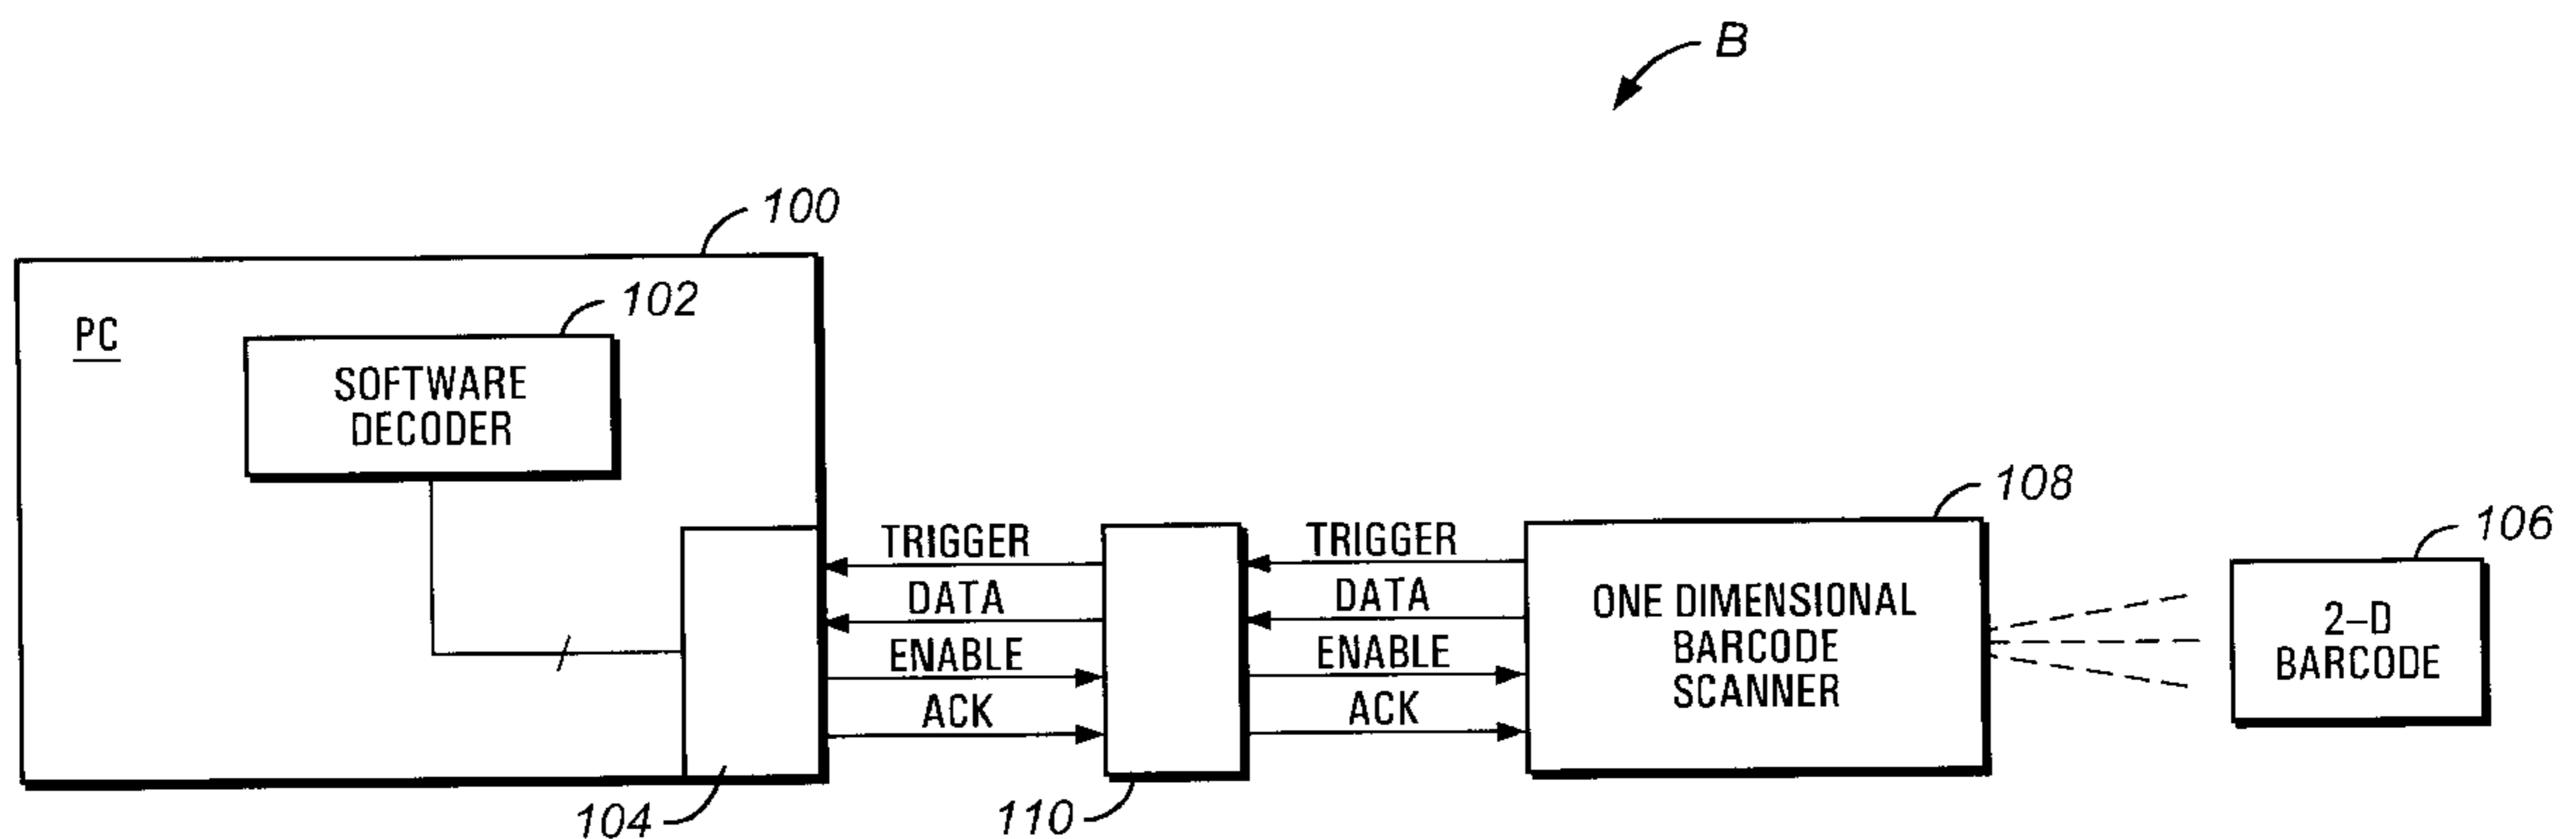 B
100
PC
102
SOFTWARE
DECODER
104
TRIGGER
DATA
ENABLE
ACK
110
TRIGGER
DATA
ENABLE
ACK
108
ONE DIMENSIONAL
BARCODE
SCANNER
106
2–D
BARCODE